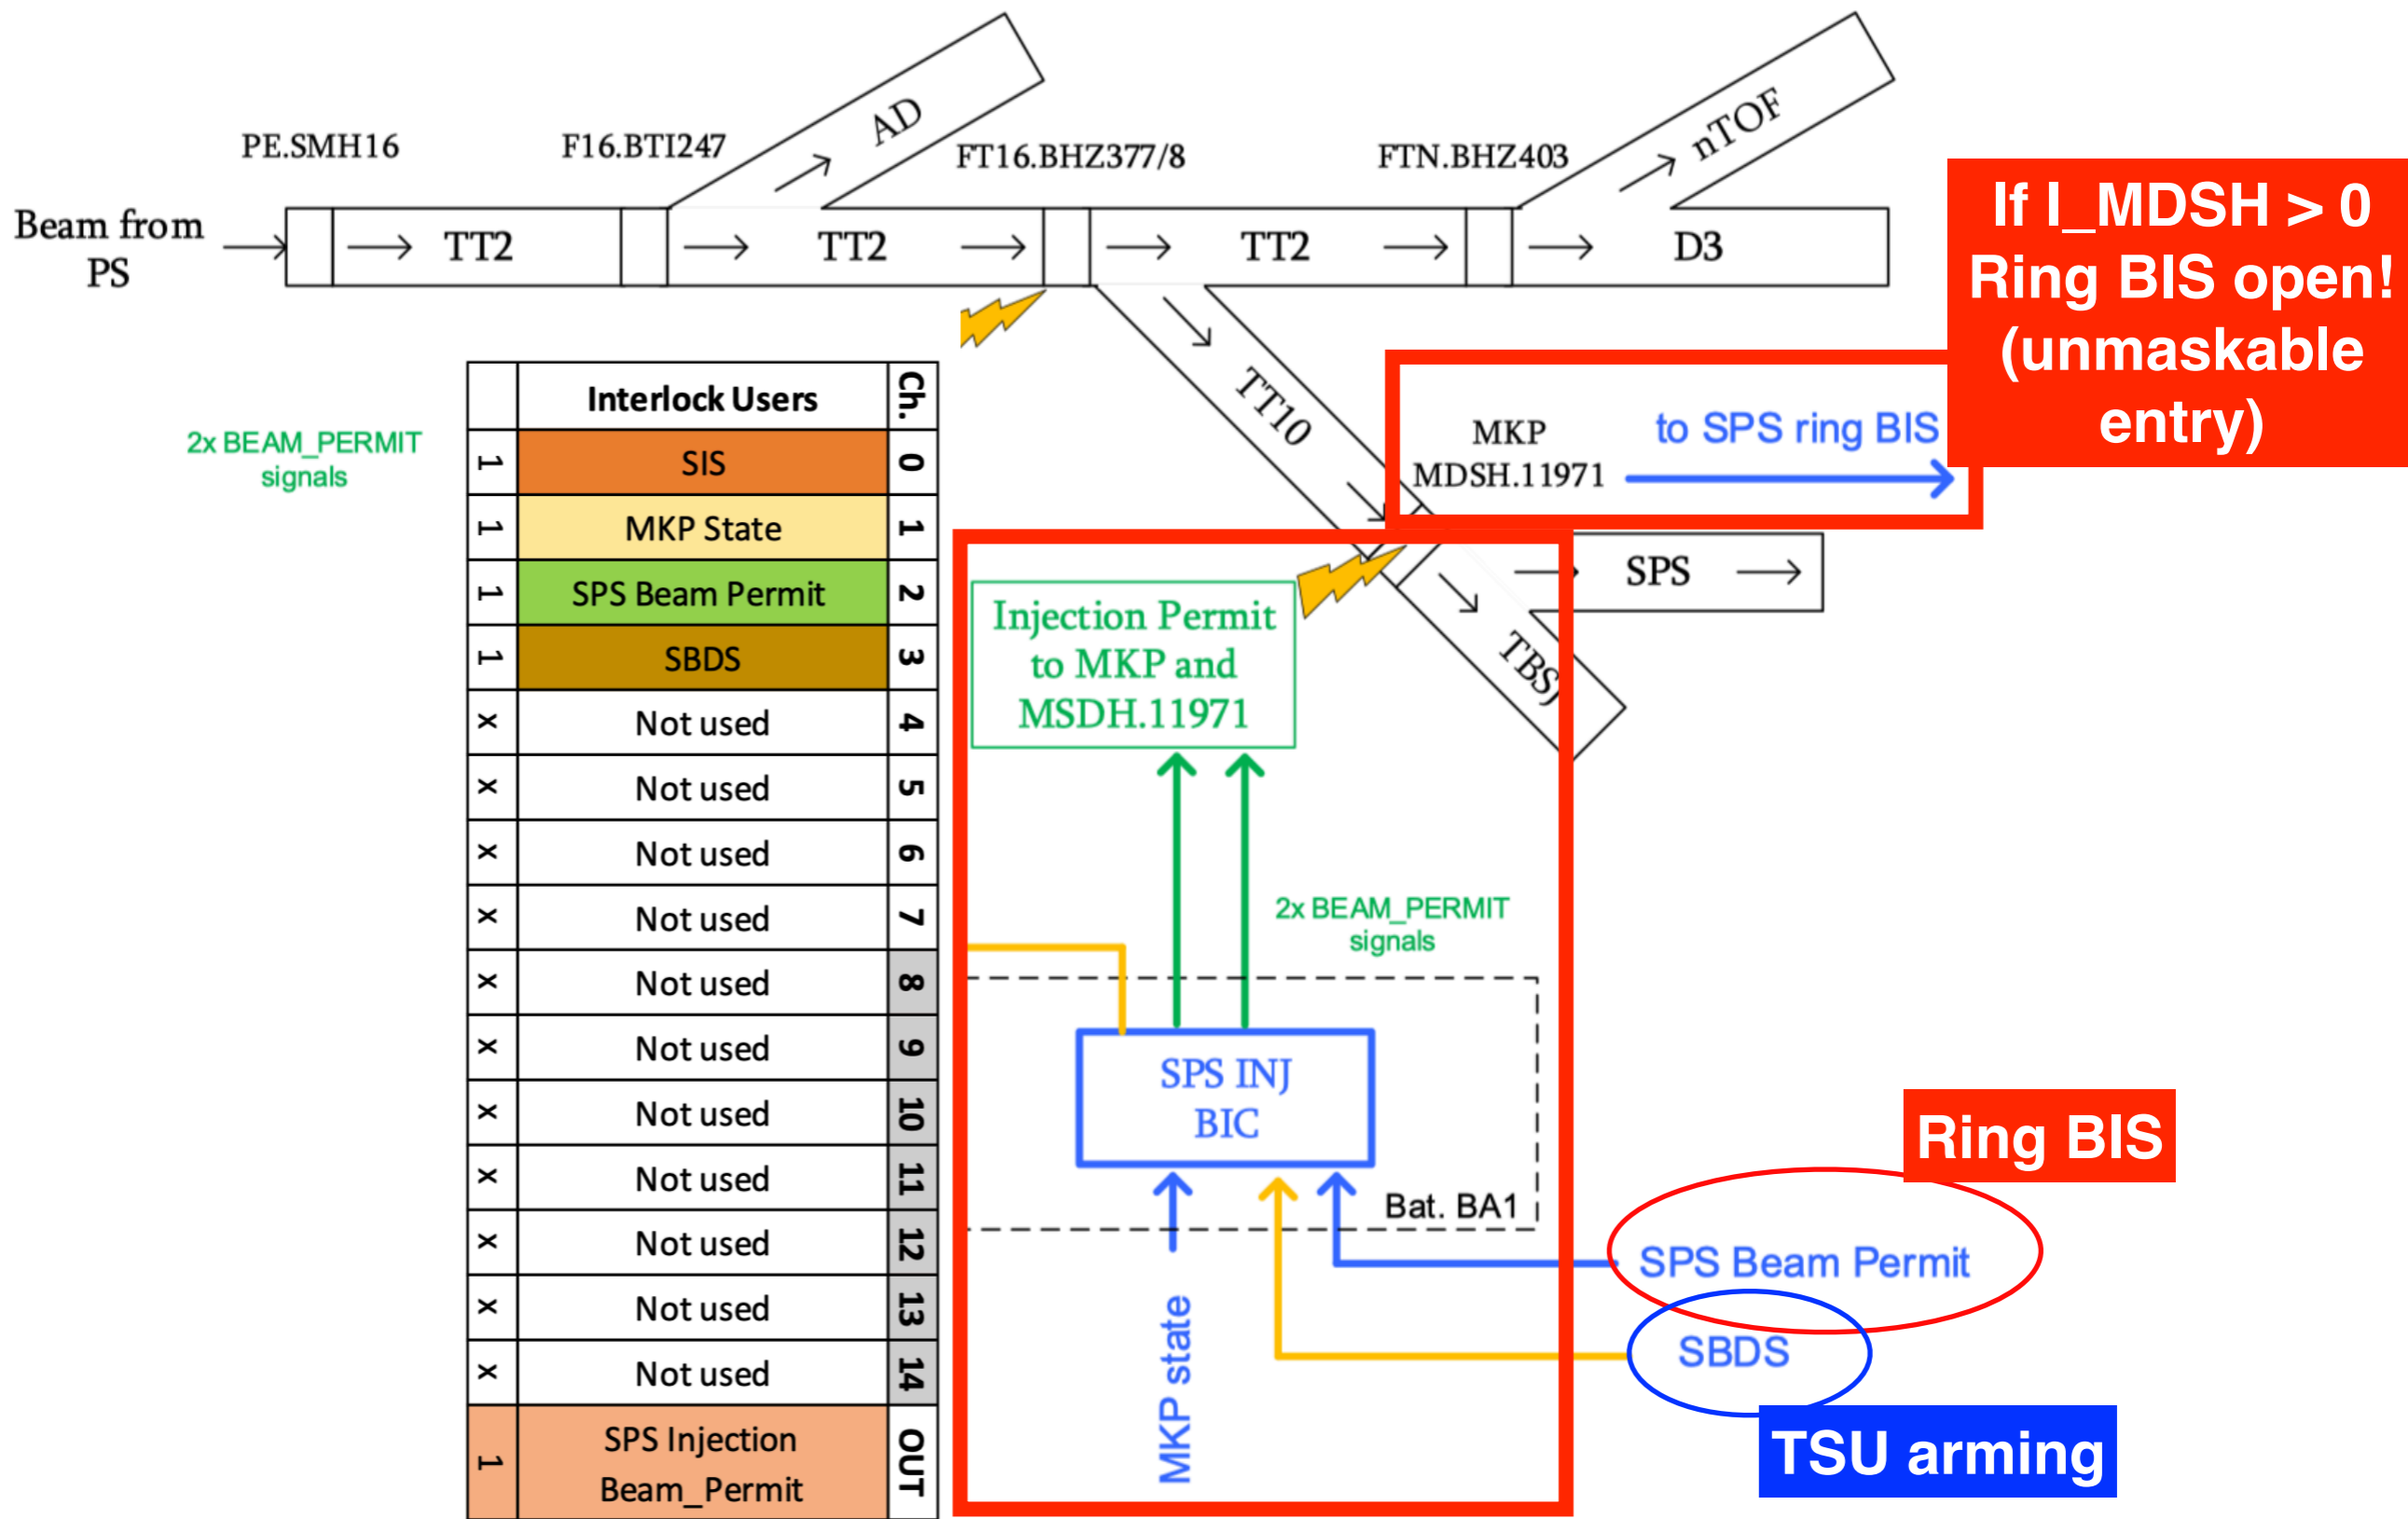 AD
nTOF
PE.SMH16
F16.BTI247
FT16.BHZ377/8
FTN.BHZ403
Beam from
PS
TT2
TT2
TT2
D3
If I_MDSH > 0
Ring BIS open!
(unmaskable
entry)
TT10
MKP
MDSH.11971
to SPS ring BIS
SPS
TBSJ
2x BEAM_PERMIT
signals
Interlock Users Ch.
1 SIS 0
1 MKP State 1
1 SPS Beam Permit 2
1 SBDS 3
x Not used 4
x Not used 5
x Not used 6
x Not used 7
x Not used 8
x Not used 9
x Not used 10
x Not used 11
x Not used 12
x Not used 13
x Not used 14
1 SPS Injection
Beam_Permit OUT
Injection Permit
to MKP and
MSDH.11971
2x BEAM_PERMIT
signals
SPS INJ
BIC
Bat. BA1
MKP state
Ring BIS
SPS Beam Permit
SBDS
TSU arming